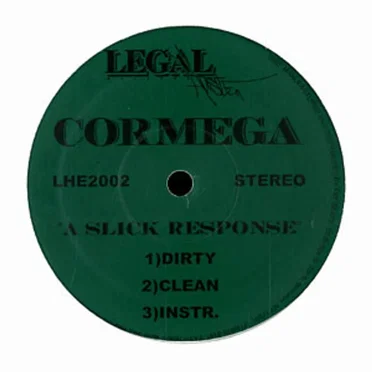 LEGAL
CORMEGA
LHE2002 STEREO
"A SLICK RESPONSE"
1)DIRTY
2)CLEAN
3)INSTR.